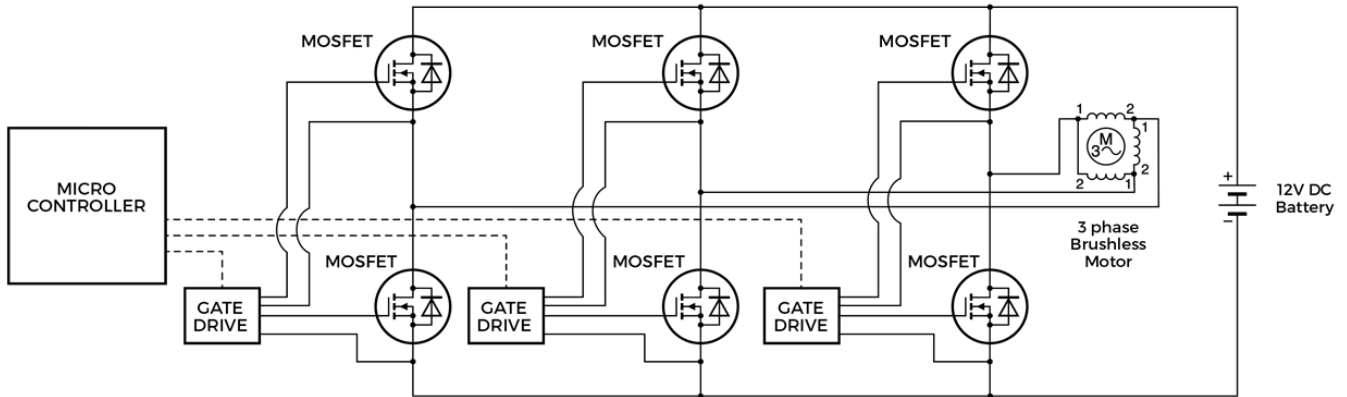 MOSFET
MOSFET
MOSFET
MICRO
CONTROLLER
1
2
1
M
3
2
1
2
+
−
12V DC
Battery
3 phase
Brushless
Motor
MOSFET
MOSFET
MOSFET
GATE
DRIVE
GATE
DRIVE
GATE
DRIVE